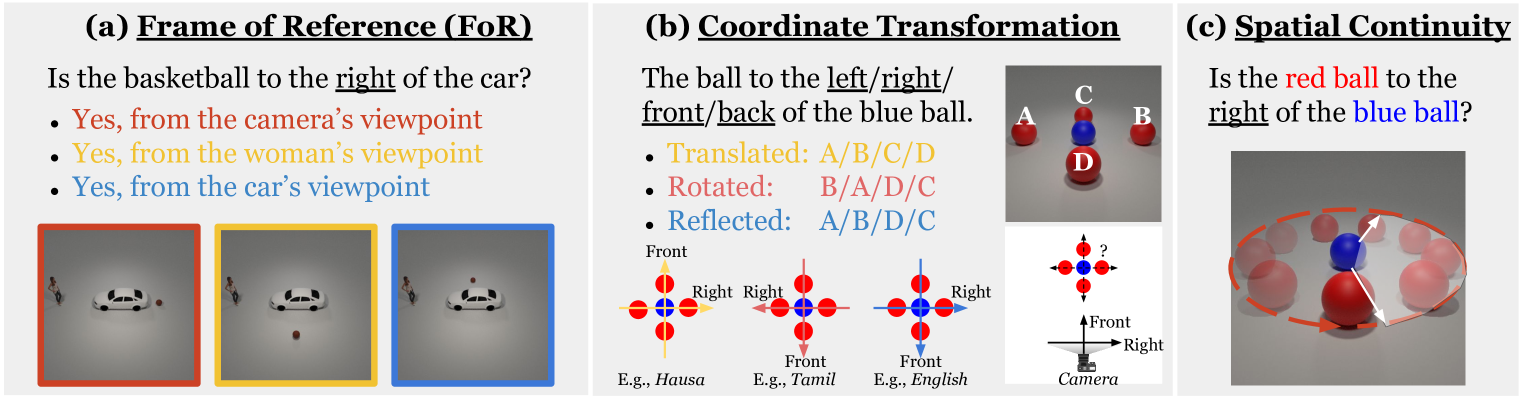 (a) Frame of Reference (FoR)
Is the basketball to the right of the car?
• Yes, from the camera's viewpoint
• Yes, from the woman's viewpoint
• Yes, from the car's viewpoint
(b) Coordinate Transformation
The ball to the left/right/
front/back of the blue ball.
• Translated: A/B/C/D
• Rotated: B/A/D/C
• Reflected: A/B/D/C
Front
Right
E.g., Hausa
Right
Front
E.g., Tamil
Right
Front
E.g., English
C
A
B
D
?
Front
Right
Camera
(c) Spatial Continuity
Is the red ball to the
right of the blue ball?